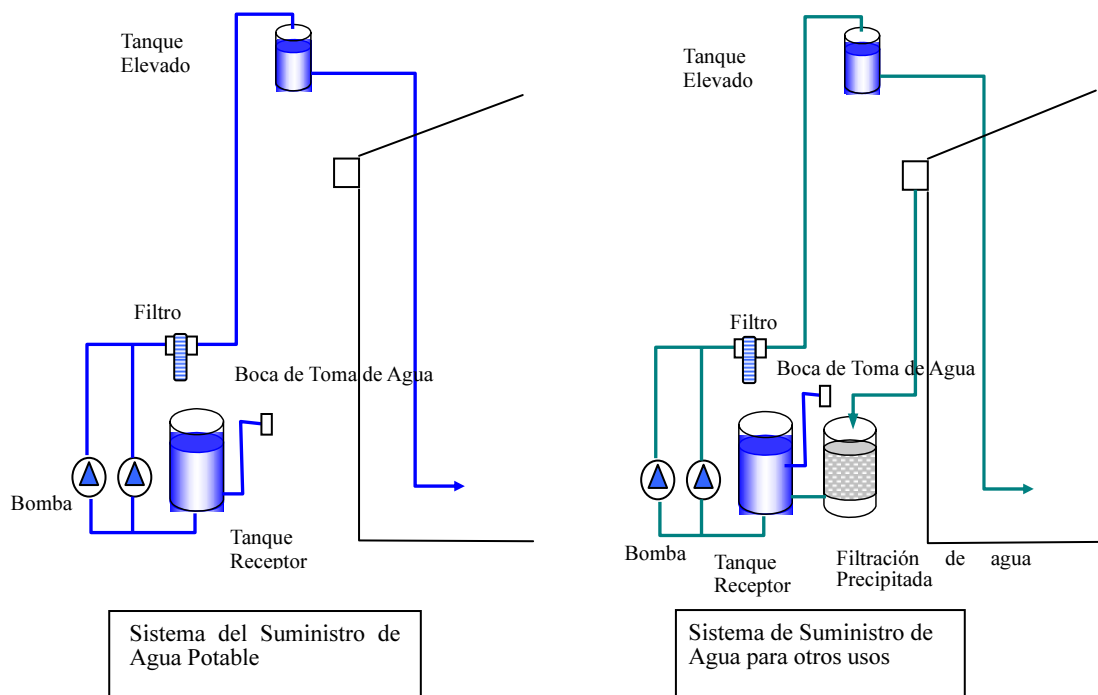 Tanque
Elevado
Filtro
Boca de Toma de Agua
Bomba
Tanque
Receptor
Sistema del Suministro de
Agua Potable
Tanque
Elevado
Filtro
Boca de Toma de Agua
Bomba
Tanque
Receptor
Filtración de agua
Precipitada
Sistema de Suministro de
Agua para otros usos